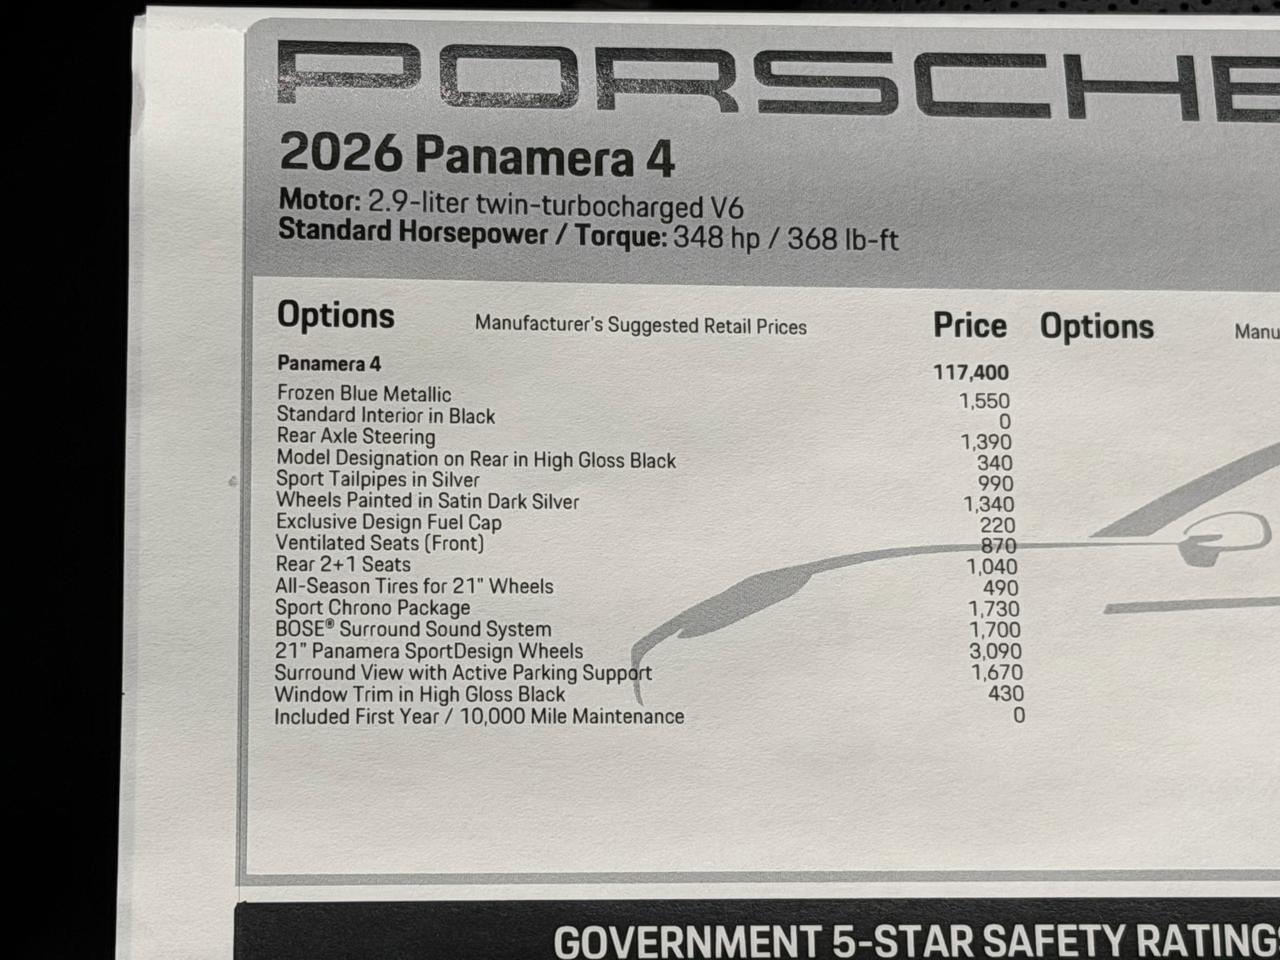 PORSCHE
2026 Panamera 4
Motor: 2.9-liter twin-turbocharged V6
Standard Horsepower / Torque: 348 hp / 368 lb-ft
Options Manufacturer's Suggested Retail Prices Price Options
Panamera 4 117,400
Frozen Blue Metallic 1,550
Standard Interior in Black 0
Rear Axle Steering 1,390
Model Designation on Rear in High Gloss Black 340
Sport Tailpipes in Silver 990
Wheels Painted in Satin Dark Silver 1,340
Exclusive Design Fuel Cap 220
Ventilated Seats (Front) 870
Rear 2+1 Seats 1,040
All-Season Tires for 21" Wheels 490
Sport Chrono Package 1,730
BOSE® Surround Sound System 1,700
21" Panamera SportDesign Wheels 3,090
Surround View with Active Parking Support 1,670
Window Trim in High Gloss Black 430
Included First Year / 10,000 Mile Maintenance 0
GOVERNMENT 5-STAR SAFETY RATINGS